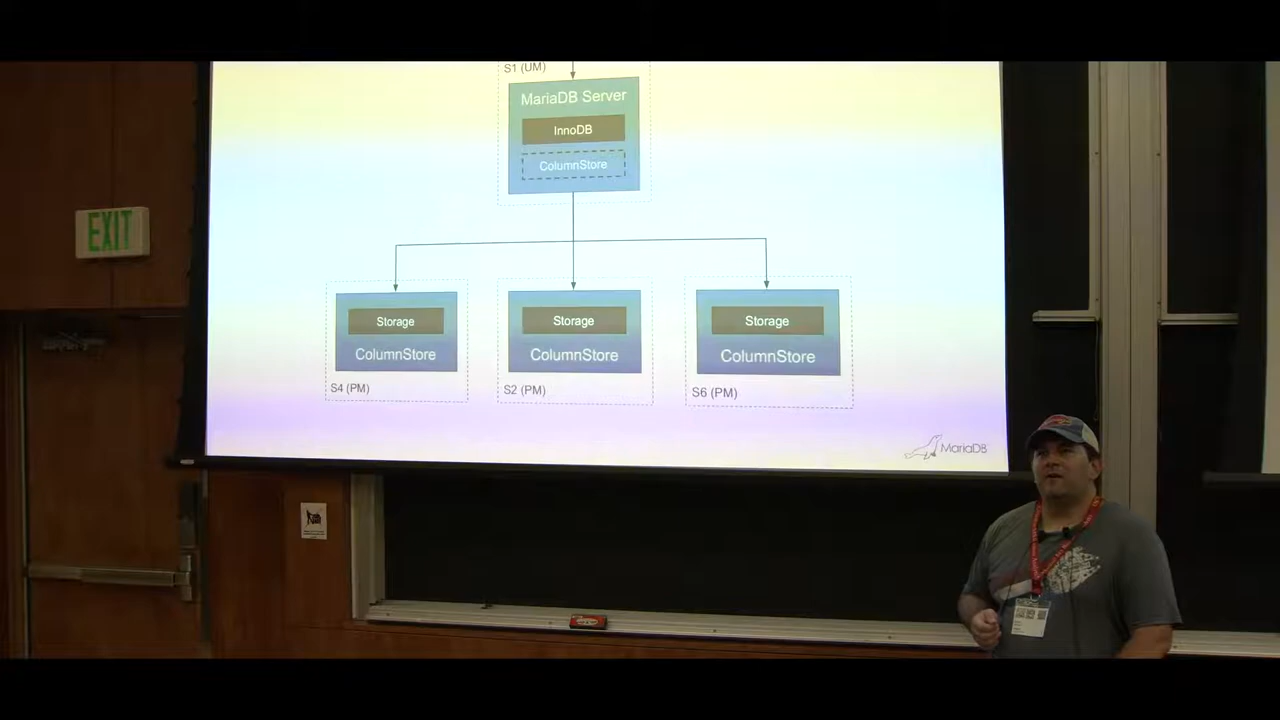 S1 (UM)
MariaDB Server
InnoDB
ColumnStore
EXIT
Storage
Storage
Storage
ColumnStore
ColumnStore
ColumnStore
S4 (PM)
S2 (PM)
S6 (PM)
MariaDB